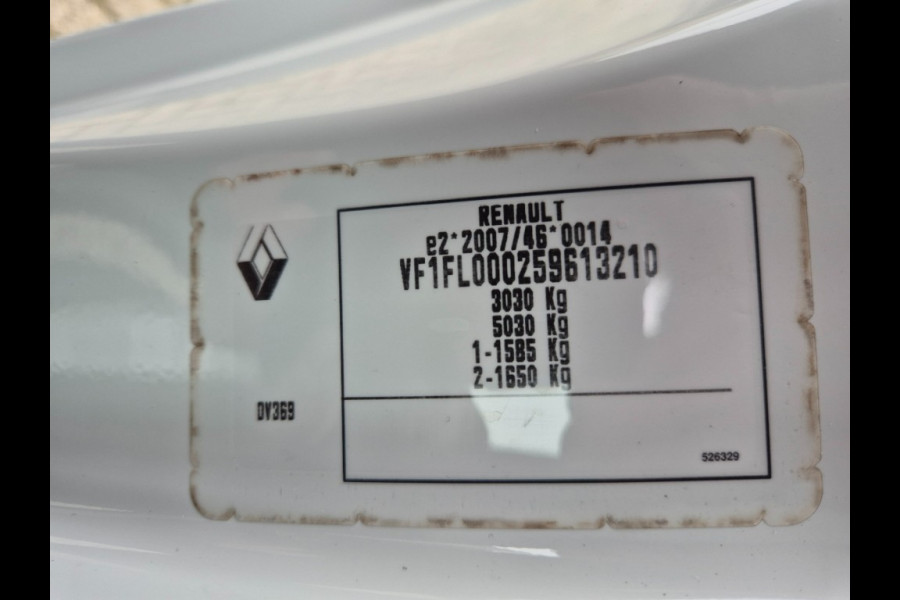 RENAULT
e2*2007/46*0014
VF1FL000259613210
3030 Kg
5030 Kg
1-1585 Kg
2-1650 Kg
DV369
526329